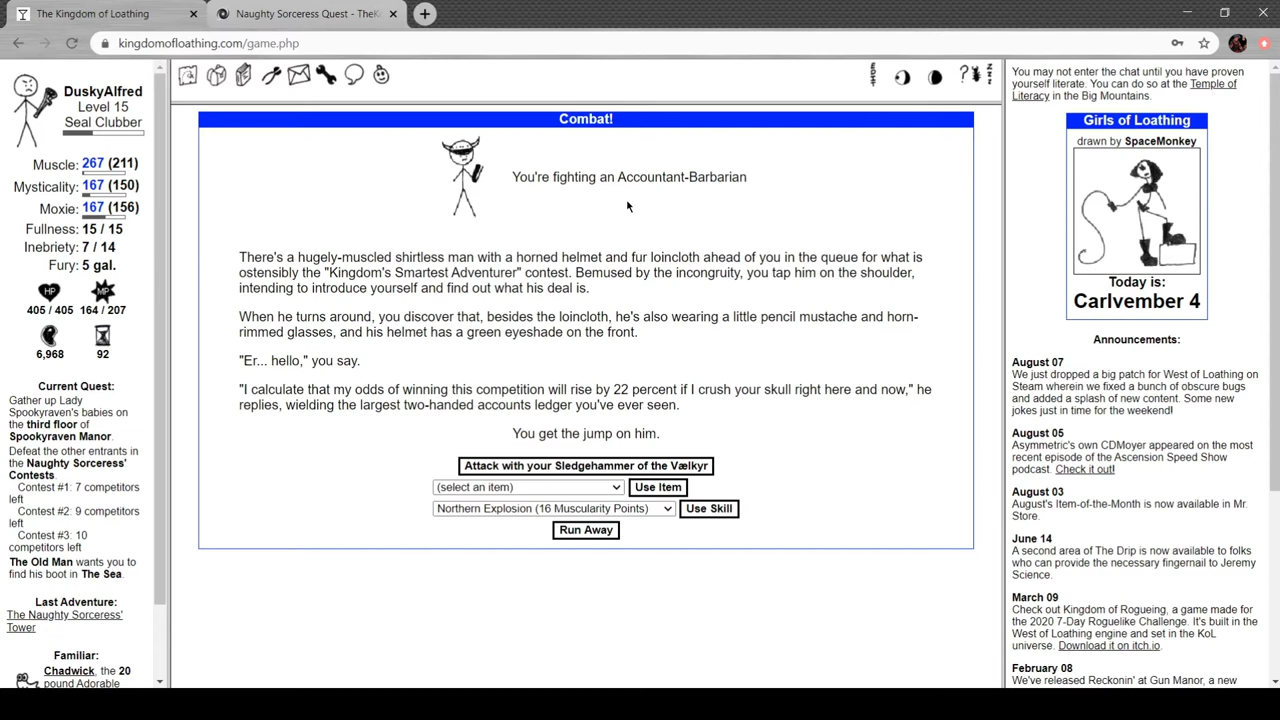 The Kingdom of Loathing
Naughty Sorceress Quest - TheK
kingdomofloathing.com/game.php
DuskyAlfred
Level 15
Seal Clubber
Muscle: 267 (211)
Mysticality: 167 (150)
Moxie: 167 (156)
Fullness: 15 / 15
Inebriety: 7 / 14
Fury: 5 gal.
HP MP
405 / 405 164 / 207
6,968 92
Current Quest:
Gather up Lady
Spookyraven's babies on
the third floor of
Spookyraven Manor.
Defeat the other entrants in
the Naughty Sorceress'
Contests
Contest #1: 7 competitors
left
Contest #2: 9 competitors
left
Contest #3: 10
competitors left
The Old Man wants you to
find his boot in The Sea.
Last Adventure:
The Naughty Sorceress'
Tower
Familiar:
Chadwick, the 20
pound Adorable
Combat!
You're fighting an Accountant-Barbarian
There's a hugely-muscled shirtless man with a horned helmet and fur loincloth ahead of you in the queue for what is
ostensibly the "Kingdom's Smartest Adventurer" contest. Bemused by the incongruity, you tap him on the shoulder,
intending to introduce yourself and find out what his deal is.
When he turns around, you discover that, besides the loincloth, he's also wearing a little pencil mustache and horn-
rimmed glasses, and his helmet has a green eyeshade on the front.
"Er... hello," you say.
"I calculate that my odds of winning this competition will rise by 22 percent if I crush your skull right here and now," he
replies, wielding the largest two-handed accounts ledger you've ever seen.
You get the jump on him.
Attack with your Sledgehammer of the Vælkyr
(select an item) Use Item
Northern Explosion (16 Muscularity Points) Use Skill
Run Away
You may not enter the chat until you have proven
yourself literate. You can do so at the Temple of
Literacy in the Big Mountains.
Girls of Loathing
drawn by SpaceMonkey
Today is:
Carlvember 4
Announcements:
August 07
We just dropped a big patch for West of Loathing on
Steam wherein we fixed a bunch of obscure bugs
and added a splash of new content. Some new
jokes just in time for the weekend!
August 05
Asymmetric's own CDMoyer appeared on the most
recent episode of the Ascension Speed Show
podcast. Check it out!
August 03
August's Item-of-the-Month is now available in Mr.
Store.
June 14
A second area of The Drip is now available to folks
who can provide the necessary fingernail to Jeremy
Science.
March 09
Check out Kingdom of Rogueing, a game made for
the 2020 7-Day Roguelike Challenge. It's built in the
West of Loathing engine and set in the KoL
universe. Download it on itch.io.
February 08
We've released Reckonin' at Gun Manor, a new